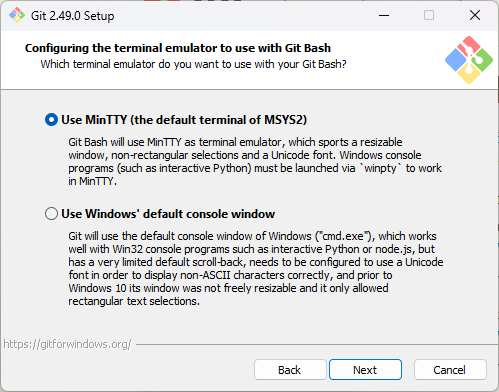 Git 2.49.0 Setup
Configuring the terminal emulator to use with Git Bash
Which terminal emulator do you want to use with your Git Bash?
Use MinTTY (the default terminal of MSYS2)
Git Bash will use MinTTY as terminal emulator, which sports a resizable
window, non-rectangular selections and a Unicode font. Windows console
programs (such as interactive Python) must be launched via `winpty` to work
in MinTTY.
Use Windows' default console window
Git will use the default console window of Windows ("cmd.exe"), which works
well with Win32 console programs such as interactive Python or node.js, but
has a very limited default scroll-back, needs to be configured to use a Unicode
font in order to display non-ASCII characters correctly, and prior to
Windows 10 its window was not freely resizable and it only allowed
rectangular text selections.
https://gitforwindows.org/
Back
Next
Cancel